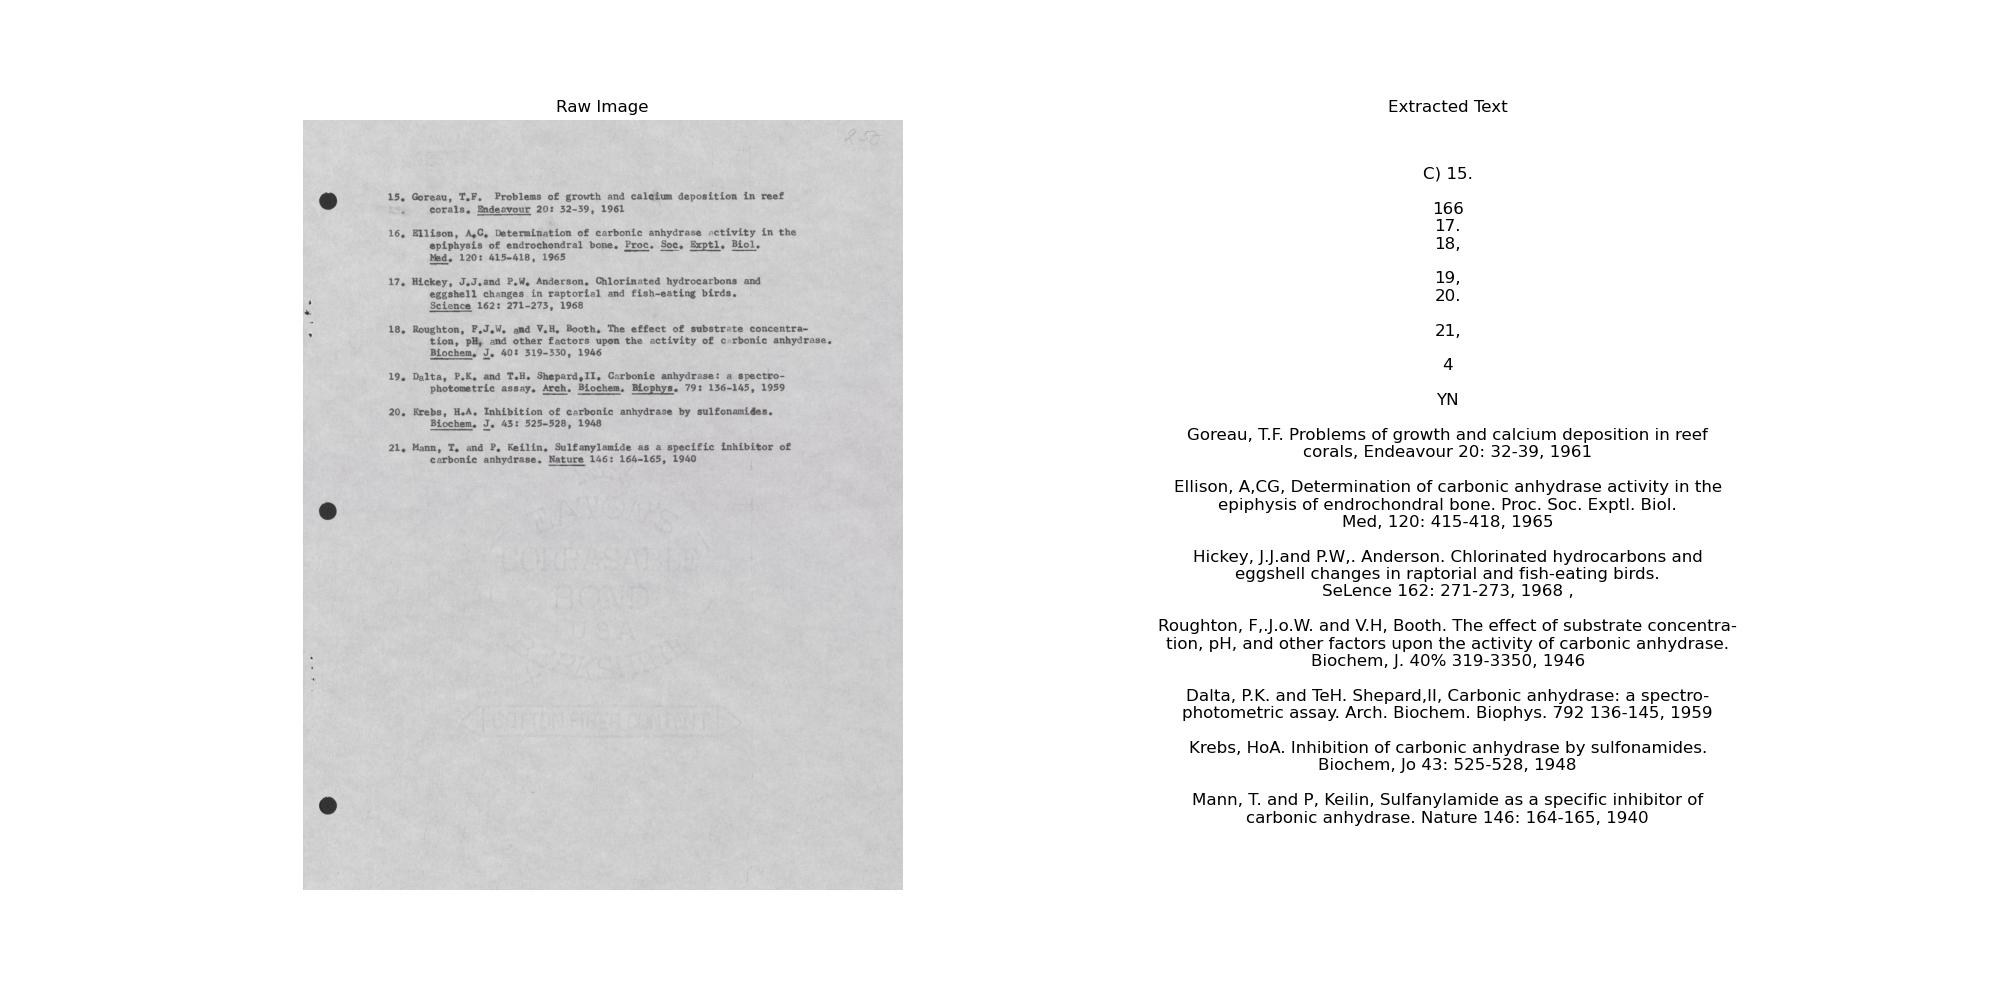 Raw Image
250
15. Goreau, T.F. Problems of growth and calcium deposition in reef
corals. Endeavour 20: 32-39, 1961
16. Ellison, A.C. Determination of carbonic anhydrase activity in the
epiphysis of endrochondral bone. Proc. Soc. Exptl. Biol.
Med. 120: 415-418, 1965
17. Hickey, J.J.and P.W. Anderson. Chlorinated hydrocarbons and
eggshell changes in raptorial and fish-eating birds.
Science 162: 271-273, 1968
18. Roughton, F.J.W. and V.H. Booth. The effect of substrate concentra-
tion, pH, and other factors upon the activity of carbonic anhydrase.
Biochem. J. 40: 319-330, 1946
19. Dalta, P.K. and T.H. Shepard,II. Carbonic anhydrase: a spectro-
photometric assay. Arch. Biochem. Biophys. 79: 136-145, 1959
20. Krebs, H.A. Inhibition of carbonic anhydrase by sulfonamides.
Biochem. J. 43: 525-528, 1948
21. Mann, T. and P. Keilin. Sulfanylamide as a specific inhibitor of
carbonic anhydrase. Nature 146: 164-165, 1940
CORRASABLE
BOND
U.S.A
Extracted Text
C) 15.
166
17.
18,
19,
20.
21,
4
YN
Goreau, T.F. Problems of growth and calcium deposition in reef
corals, Endeavour 20: 32-39, 1961
Ellison, A,CG, Determination of carbonic anhydrase activity in the
epiphysis of endrochondral bone. Proc. Soc. Exptl. Biol.
Med, 120: 415-418, 1965
Hickey, J.J.and P.W,. Anderson. Chlorinated hydrocarbons and
eggshell changes in raptorial and fish-eating birds.
SeLence 162: 271-273, 1968 ,
Roughton, F,.J.o.W. and V.H, Booth. The effect of substrate concentra-
tion, pH, and other factors upon the activity of carbonic anhydrase.
Biochem, J. 40% 319-3350, 1946
Dalta, P.K. and TeH. Shepard,II, Carbonic anhydrase: a spectro-
photometric assay. Arch. Biochem. Biophys. 792 136-145, 1959
Krebs, HoA. Inhibition of carbonic anhydrase by sulfonamides.
Biochem, Jo 43: 525-528, 1948
Mann, T. and P, Keilin, Sulfanylamide as a specific inhibitor of
carbonic anhydrase. Nature 146: 164-165, 1940